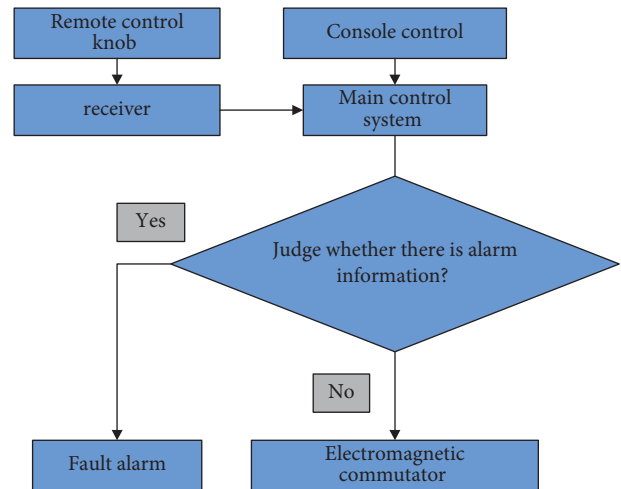 Remote control
knob
Console control
receiver
Main control
system
Yes
Judge whether there is alarm
information?
No
Fault alarm
Electromagnetic
commutator